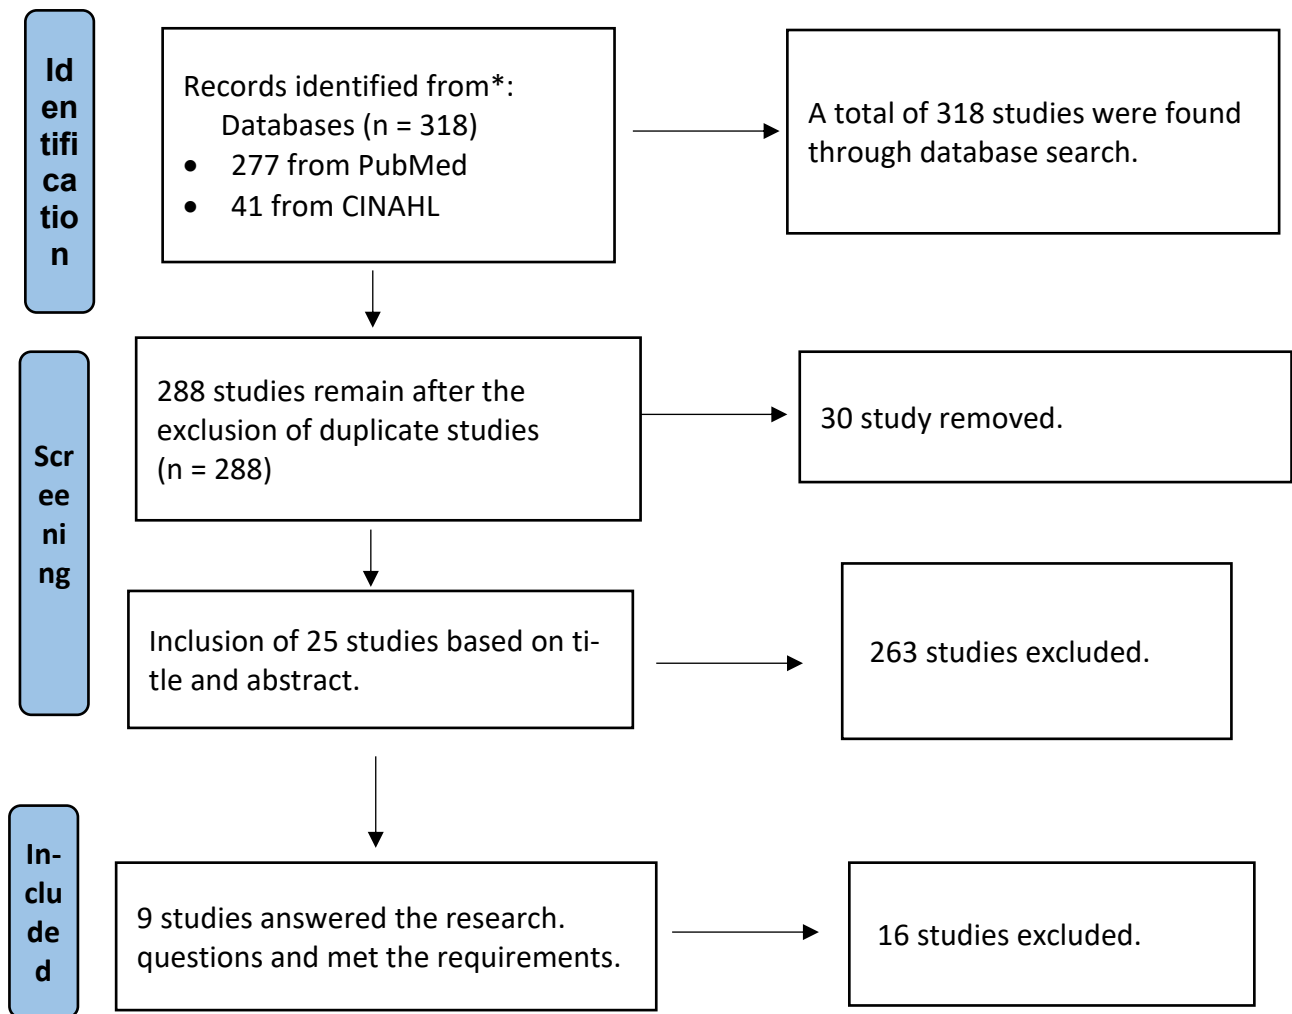 Id
en
tifi
ca
tio
n
Records identified from*:
Databases (n = 318)
• 277 from PubMed
• 41 from CINAHL
A total of 318 studies were found
through database search.
Scr
ee
ni
ng
288 studies remain after the
exclusion of duplicate studies
(n = 288)
30 study removed.
Inclusion of 25 studies based on ti-
tle and abstract.
263 studies excluded.
In-
clu
de
d
9 studies answered the research.
questions and met the requirements.
16 studies excluded.